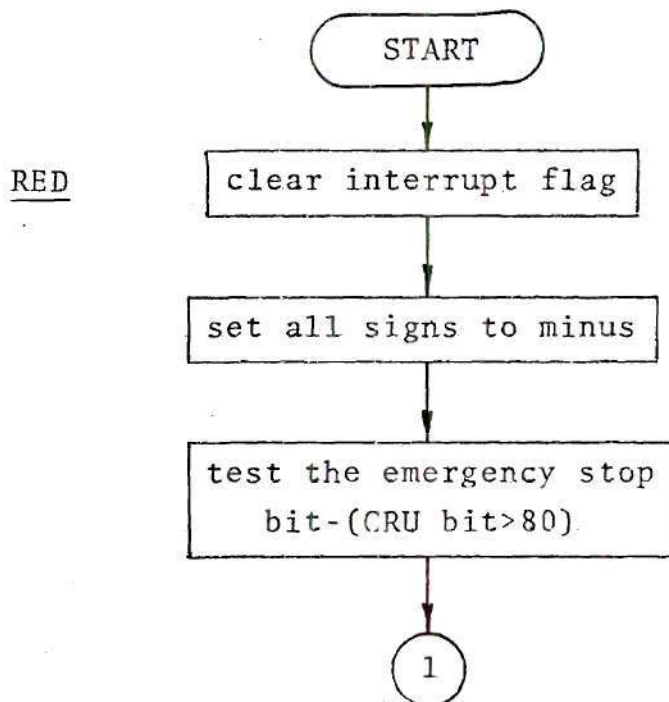 START
RED
clear interrupt flag
set all signs to minus
test the emergency stop
bit-(CRU bit>80)
1